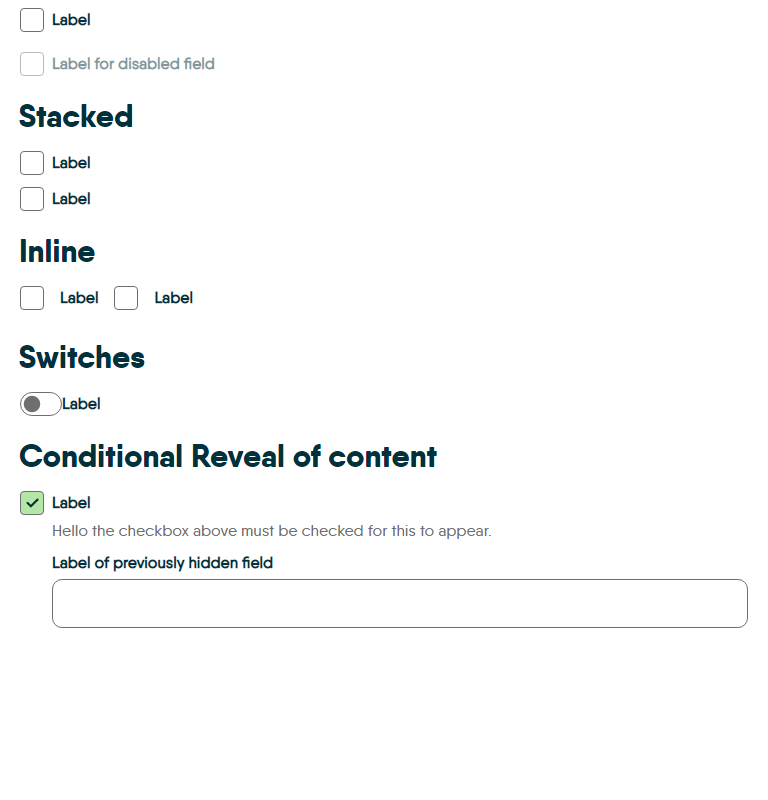 Label
Label for disabled field
Stacked
Label
Label
Inline
Label Label
Switches
Label
Conditional Reveal of content
Label
Hello the checkbox above must be checked for this to appear.
Label of previously hidden field